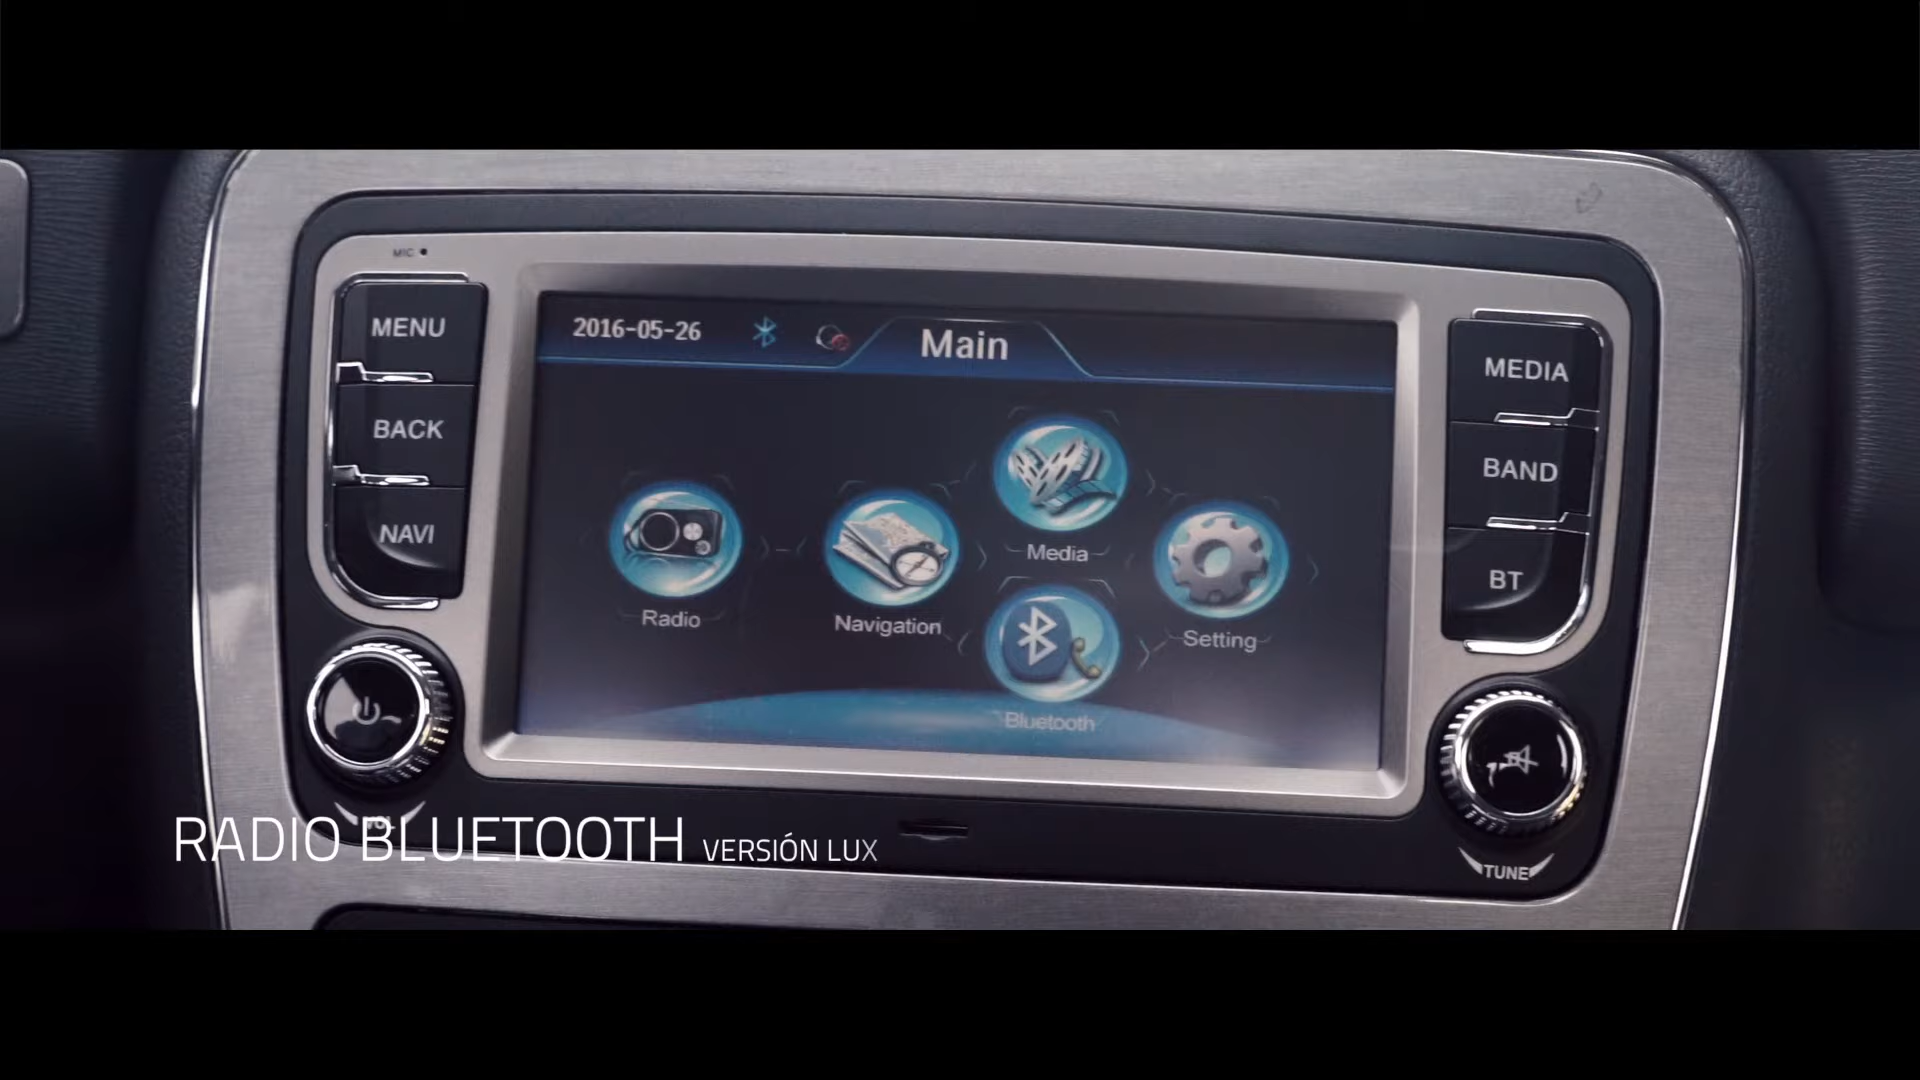 MIC
MENU
BACK
NAVI
2016-05-26
Main
Radio
Navigation
Media
Bluetooth
Setting
MEDIA
BAND
BT
TUNE
RADIO BLUETOOTH VERSIÓN LUX